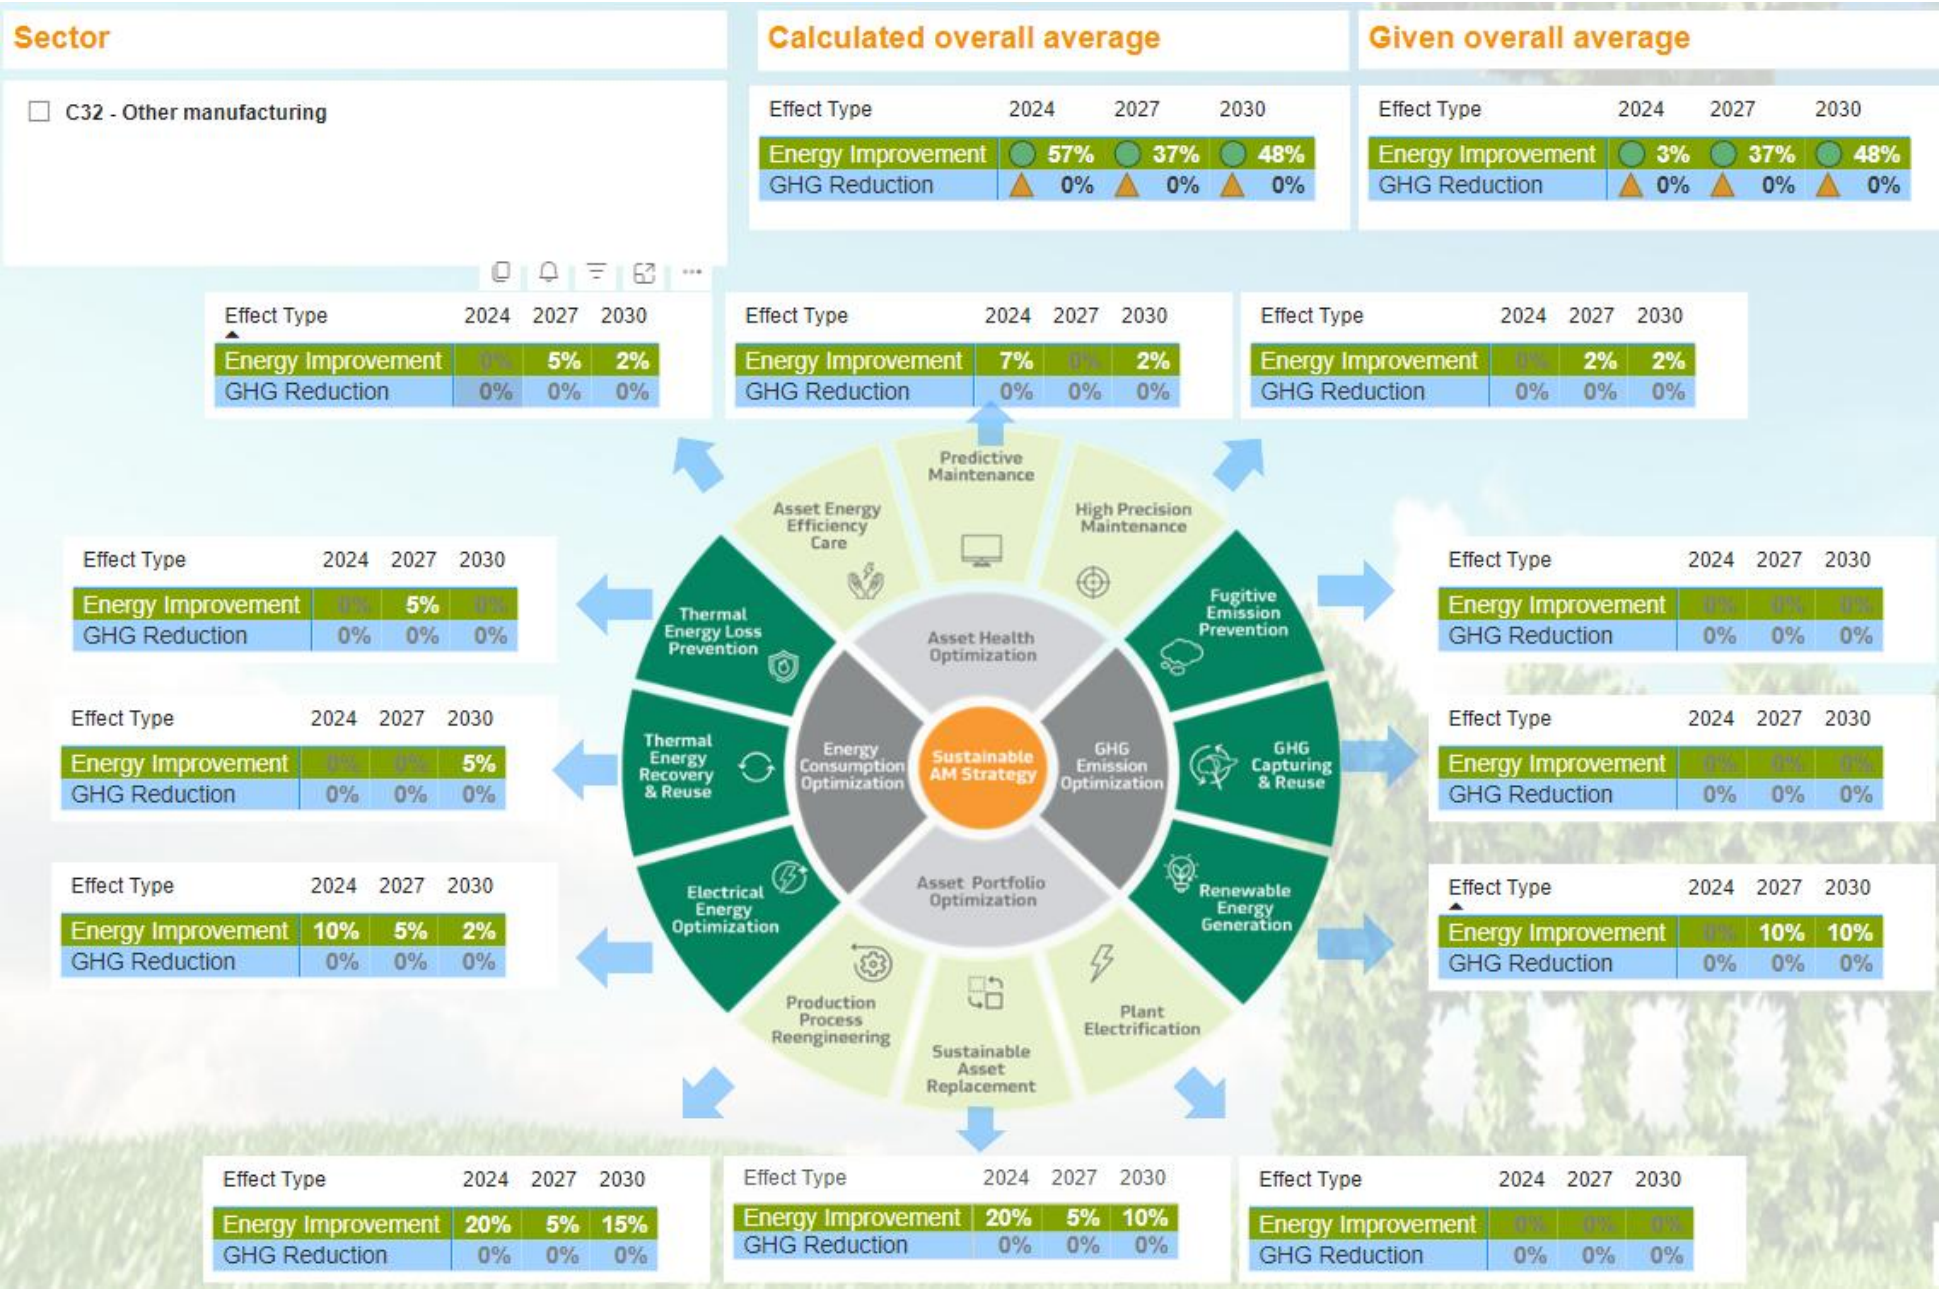 Sector
Calculated overall average
Given overall average
C32 - Other manufacturing
Effect Type 2024 2027 2030
Energy Improvement 57% 37% 48%
GHG Reduction 0% 0% 0%
Effect Type 2024 2027 2030
Energy Improvement 3% 37% 48%
GHG Reduction 0% 0% 0%
Effect Type 2024 2027 2030
Energy Improvement 0% 5% 2%
GHG Reduction 0% 0% 0%
Effect Type 2024 2027 2030
Energy Improvement 7% 0% 2%
GHG Reduction 0% 0% 0%
Effect Type 2024 2027 2030
Energy Improvement 0% 2% 2%
GHG Reduction 0% 0% 0%
Effect Type 2024 2027 2030
Energy Improvement 0% 5% 0%
GHG Reduction 0% 0% 0%
Effect Type 2024 2027 2030
Energy Improvement 0% 0% 5%
GHG Reduction 0% 0% 0%
Effect Type 2024 2027 2030
Energy Improvement 10% 5% 2%
GHG Reduction 0% 0% 0%
Predictive
Maintenance
Asset Energy
Efficiency
Care
High Precision
Maintenance
Thermal
Energy Loss
Prevention
Asset Health
Optimization
Fugitive
Emission
Prevention
Thermal
Energy
Recovery
& Reuse
Energy
Consumption
Optimization
Sustainable
AM Strategy
GHG
Emission
Optimization
GHG
Capturing
& Reuse
Electrical
Energy
Optimization
Asset Portfolio
Optimization
Renewable
Energy
Generation
Production
Process
Reengineering
Sustainable
Asset
Replacement
Plant
Electrification
Effect Type 2024 2027 2030
Energy Improvement 0% 0% 0%
GHG Reduction 0% 0% 0%
Effect Type 2024 2027 2030
Energy Improvement 0% 0% 0%
GHG Reduction 0% 0% 0%
Effect Type 2024 2027 2030
Energy Improvement 0% 10% 10%
GHG Reduction 0% 0% 0%
Effect Type 2024 2027 2030
Energy Improvement 20% 5% 15%
GHG Reduction 0% 0% 0%
Effect Type 2024 2027 2030
Energy Improvement 20% 5% 10%
GHG Reduction 0% 0% 0%
Effect Type 2024 2027 2030
Energy Improvement 0% 0% 0%
GHG Reduction 0% 0% 0%